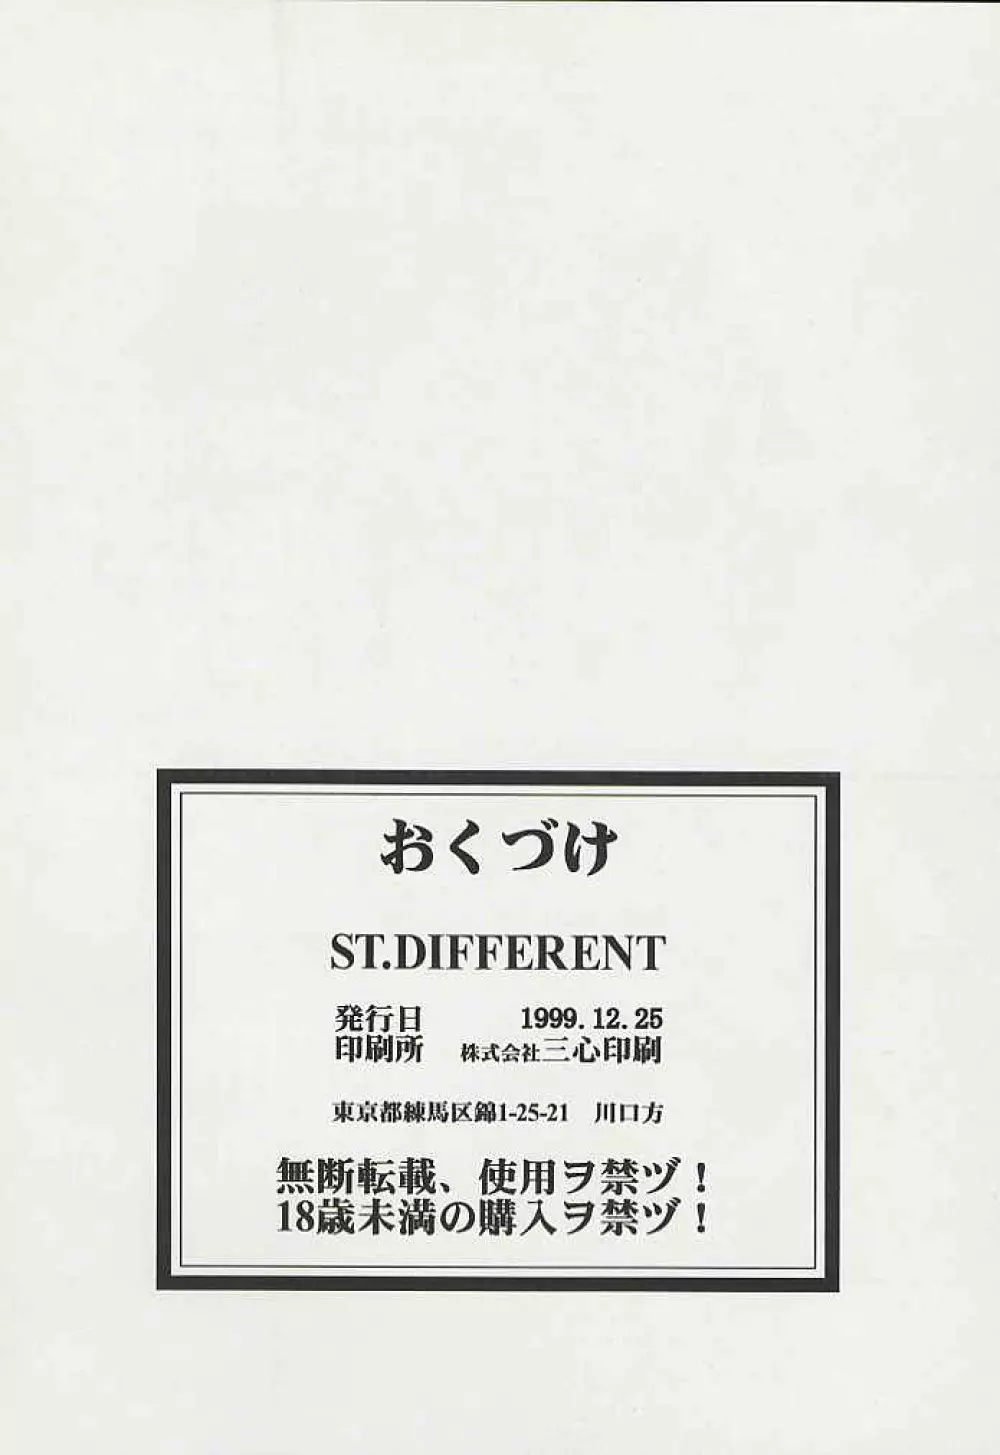 おくづけ
ST.DIFFERENT
発行日 1999.12.25
印刷所 株式会社三心印刷
東京都練馬区錦1-25-21 川口方
無断転載、使用ヲ禁ヅ！
18歳未満の購入ヲ禁ヅ！